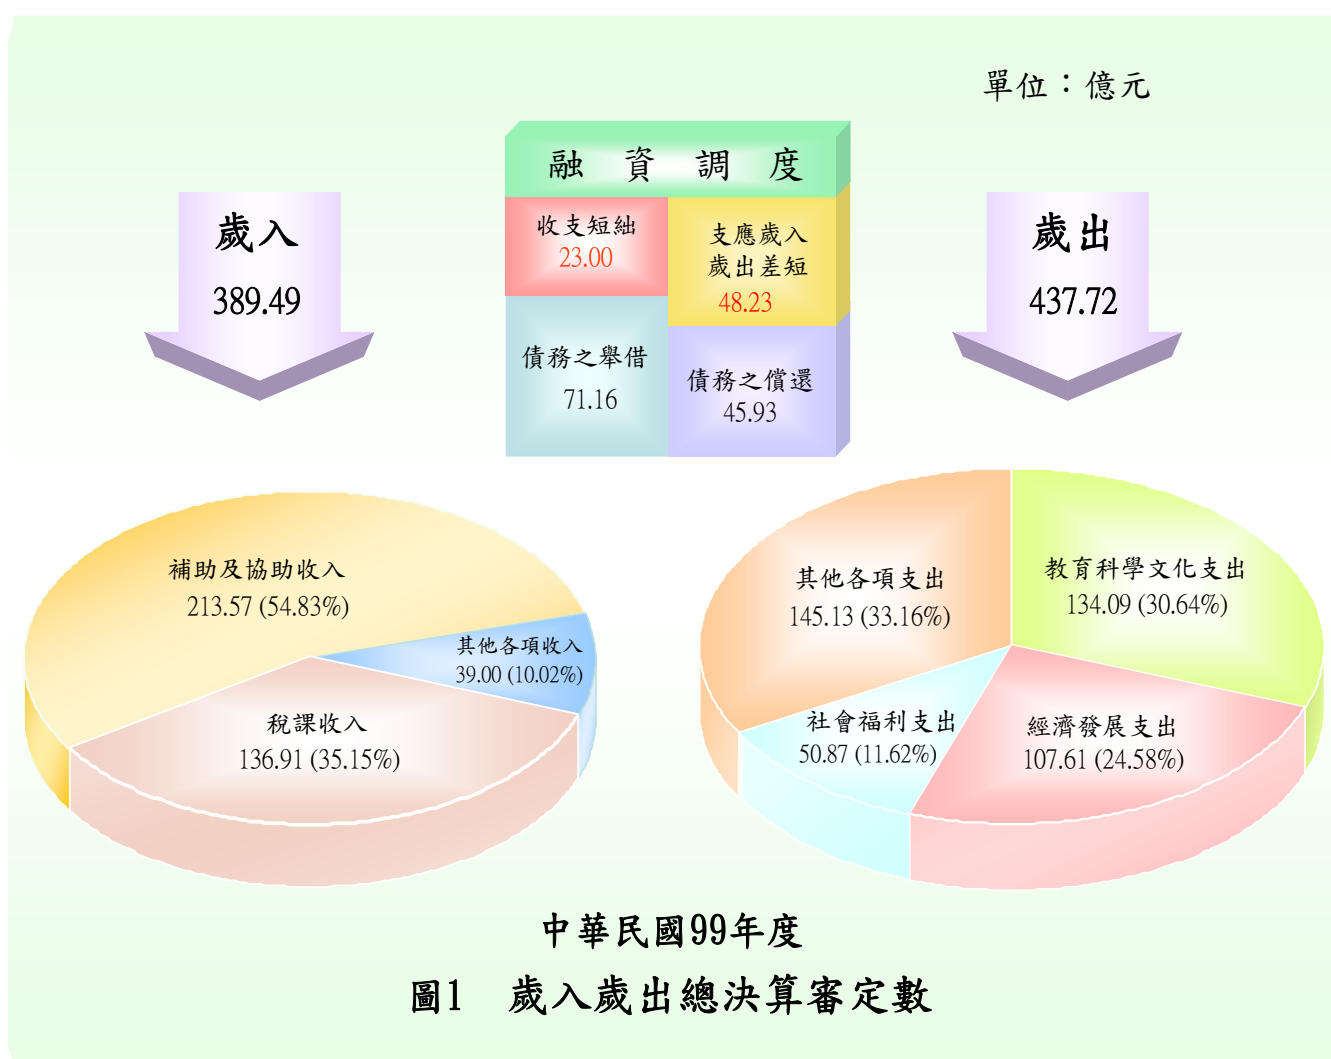 單位：億元
融資調度
歲入
389.49
收支短絀
23.00
支應歲入
歲出差短
48.23
債務之舉借
71.16
債務之償還
45.93
歲出
437.72
補助及協助收入
213.57 (54.83%)
其他各項收入
39.00 (10.02%)
稅課收入
136.91 (35.15%)
其他各項支出
145.13 (33.16%)
教育科學文化支出
134.09 (30.64%)
社會福利支出
50.87 (11.62%)
經濟發展支出
107.61 (24.58%)
中華民國99年度
圖1　歲入歲出總決算審定數